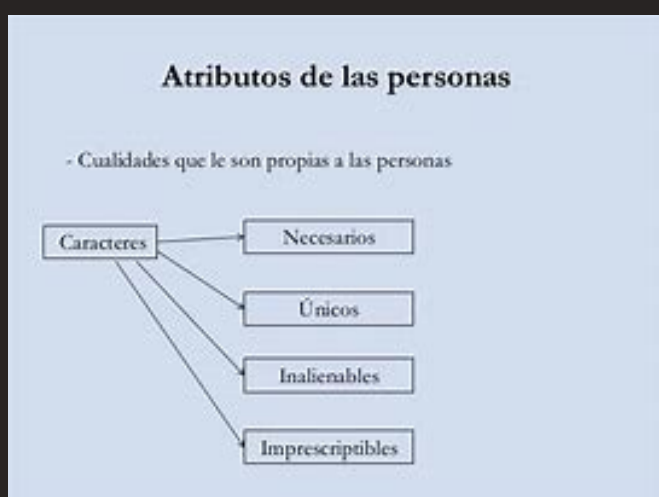 Atributos de las personas
- Cualidades que le son propias a las personas
Caracteres
Necesarios
Únicos
Inalienables
Imprescriptibles